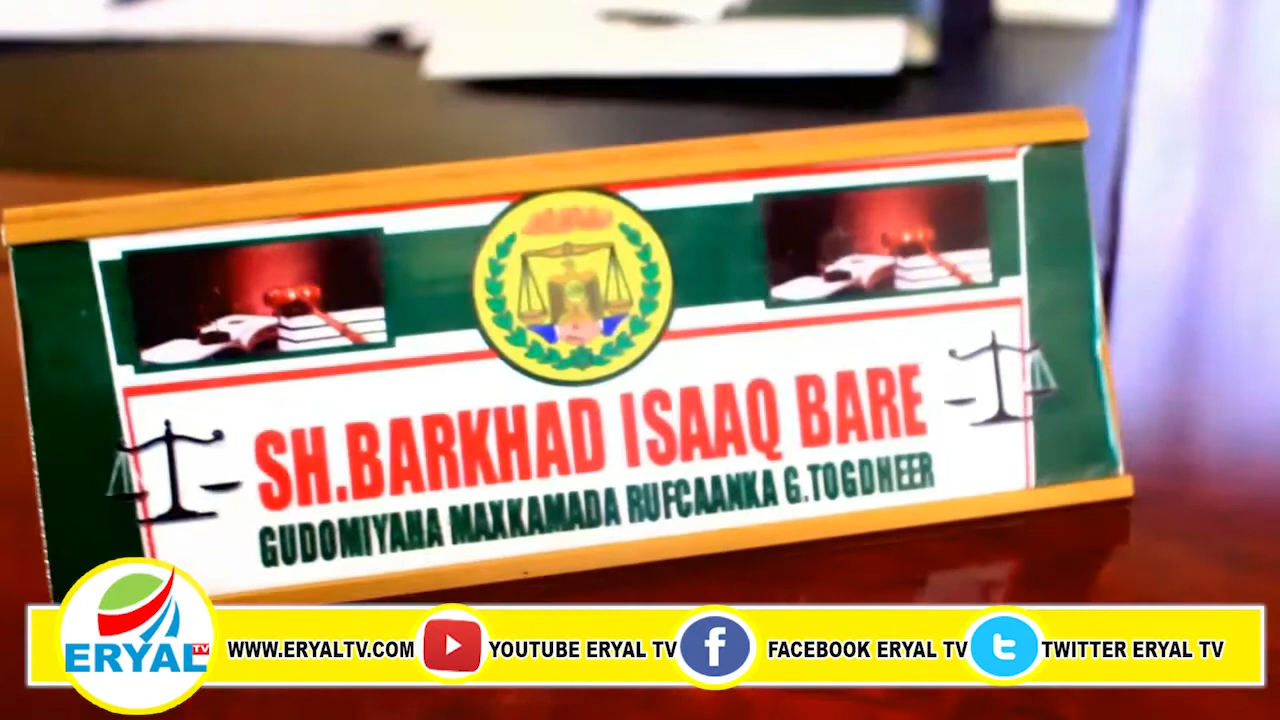 SH.BARKHAD ISAAQ BARE
GUDOMIYAHA MAXKAMADA RUFCAANKA G.TOGDHEER
ERYAL TV
WWW.ERYALTV.COM YOUTUBE ERYAL TV FACEBOOK ERYAL TV TWITTER ERYAL TV